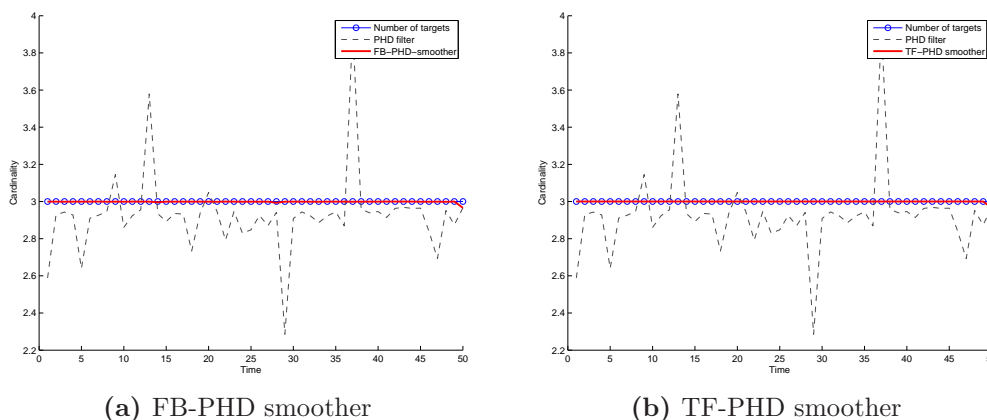 4
3.8
3.6
3.4
3.2
3
2.8
2.6
2.4
2.2
Cardinality
0 5 10 15 20 25 30 35 40 45 50
Time
Number of targets
PHD filter
FB−PHD−smoother
(a) FB-PHD smoother
4
3.8
3.6
3.4
3.2
3
2.8
2.6
2.4
2.2
Cardinality
0 5 10 15 20 25 30 35 40 45
Time
Number of targets
PHD filter
TF−PHD smoother
(b) TF-PHD smoother